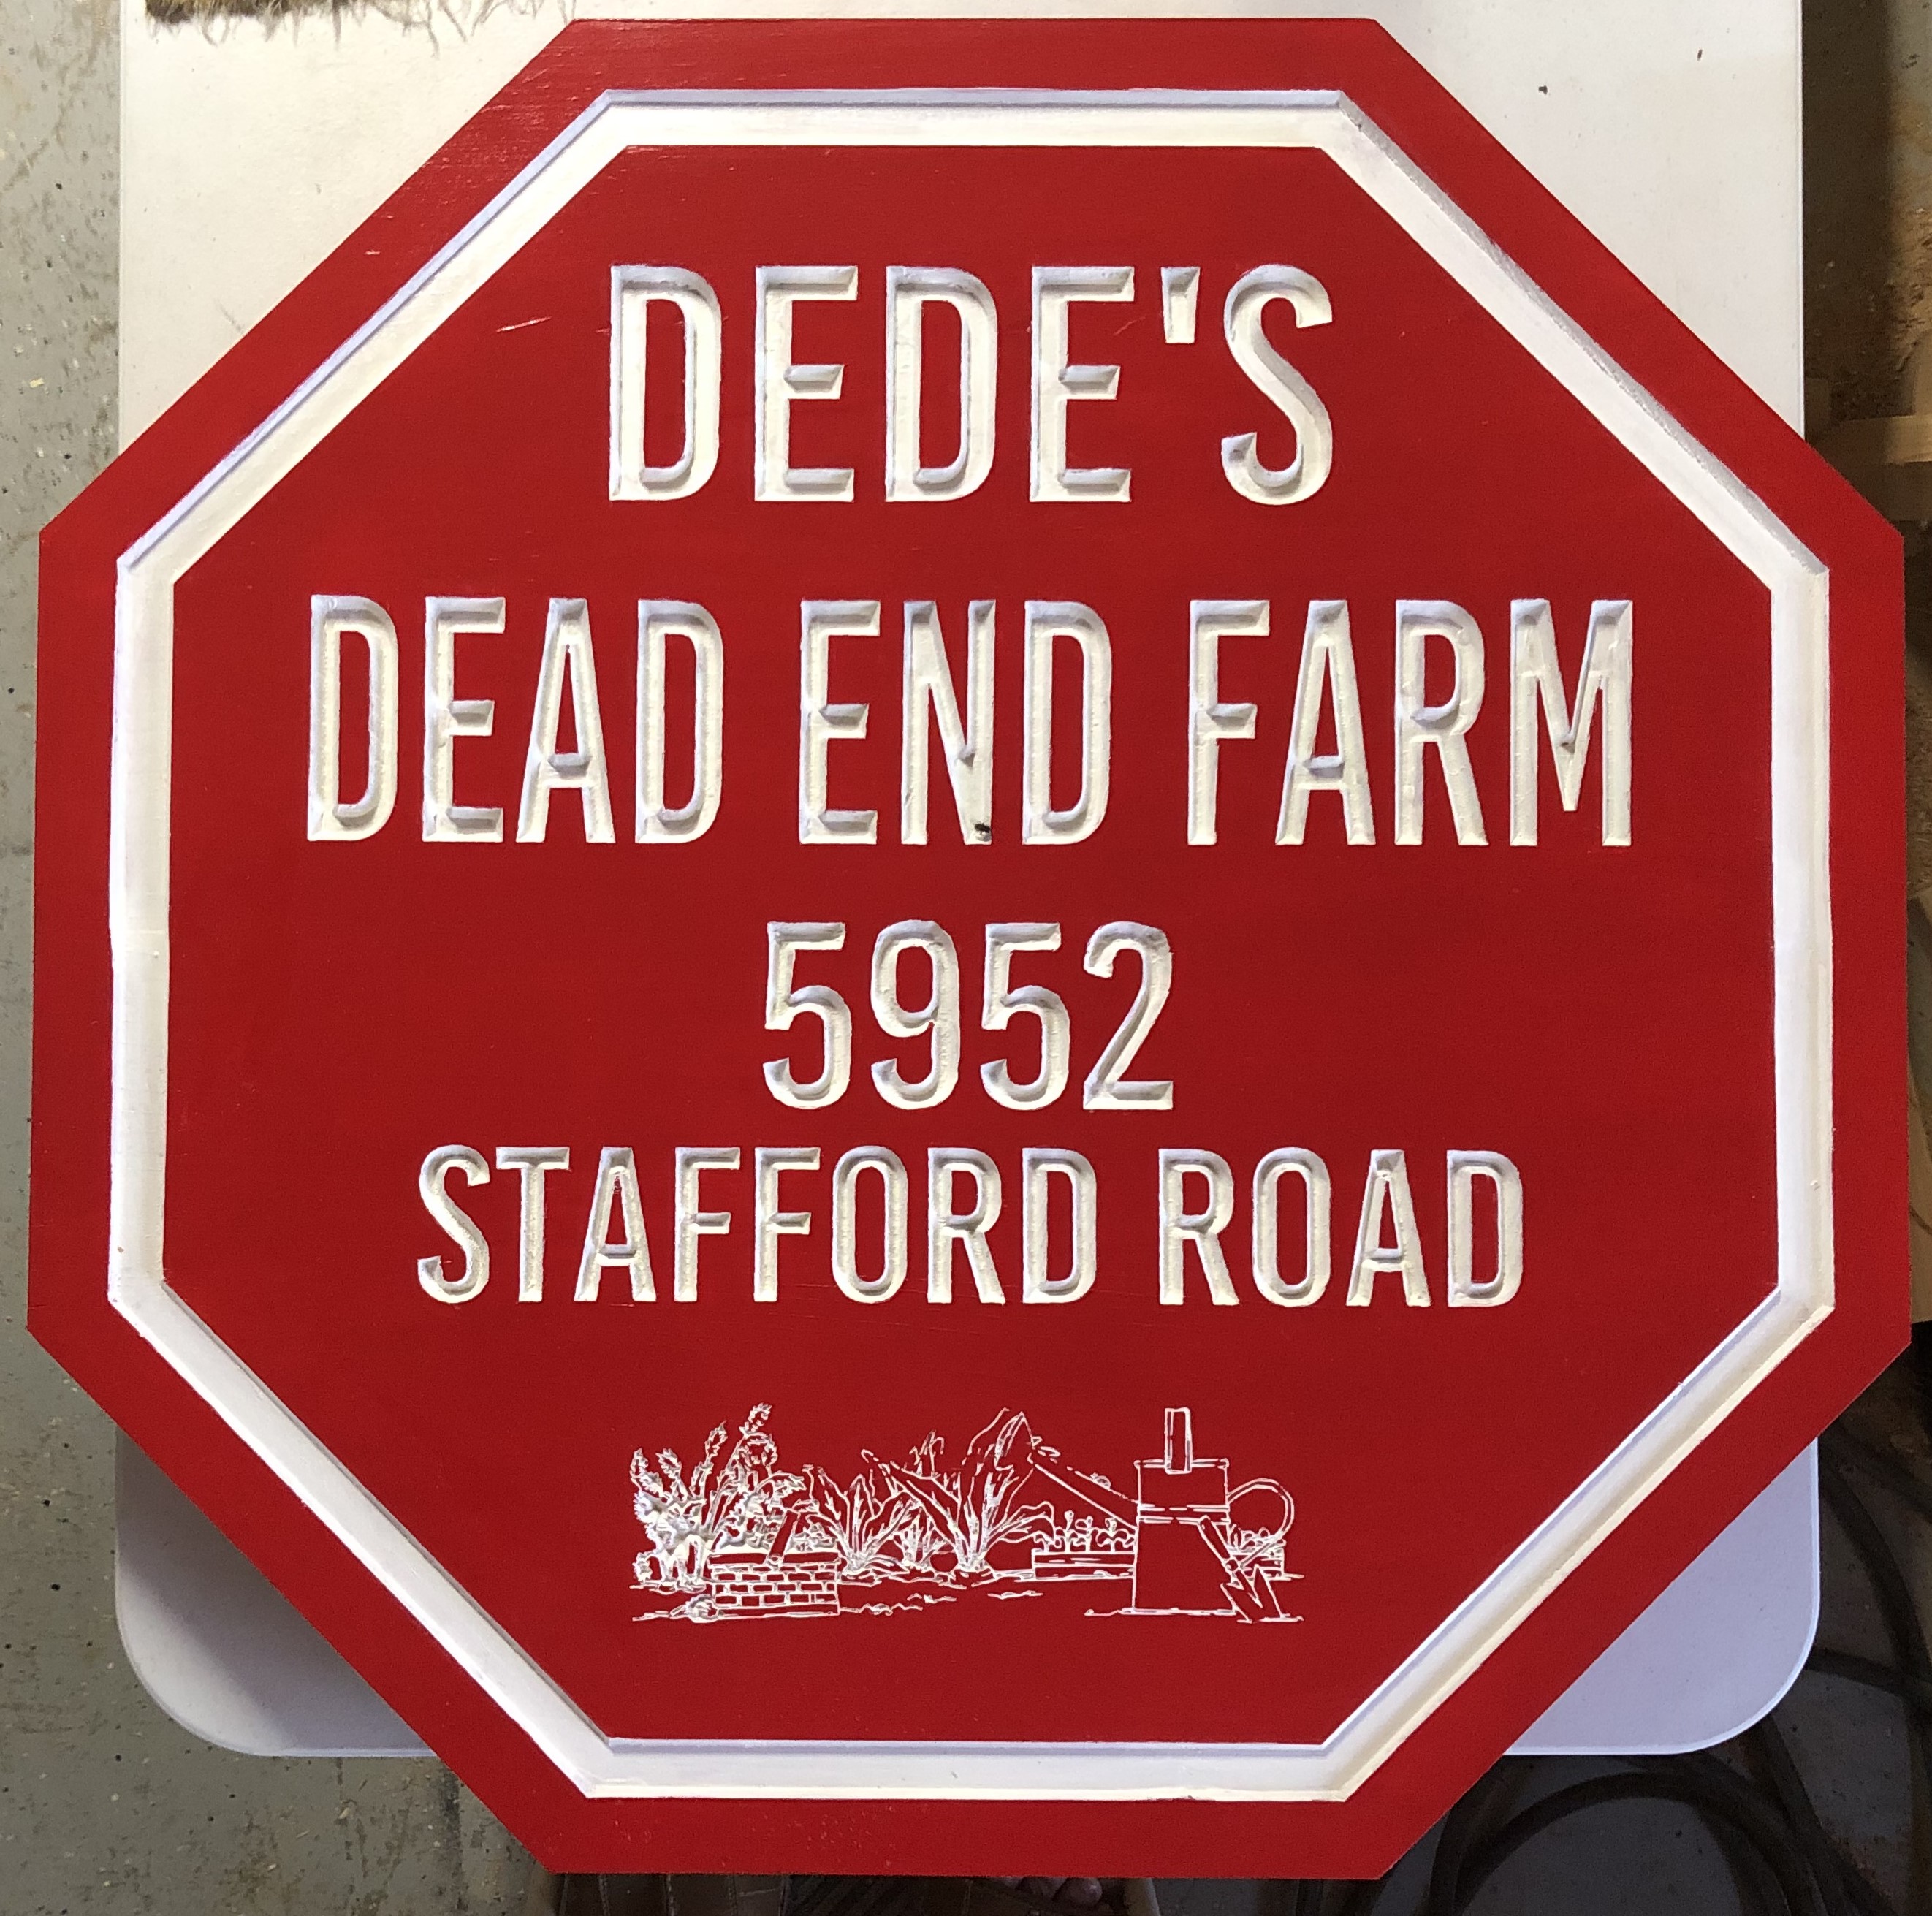 DEDE'S
DEAD END FARM
5952
STAFFORD ROAD